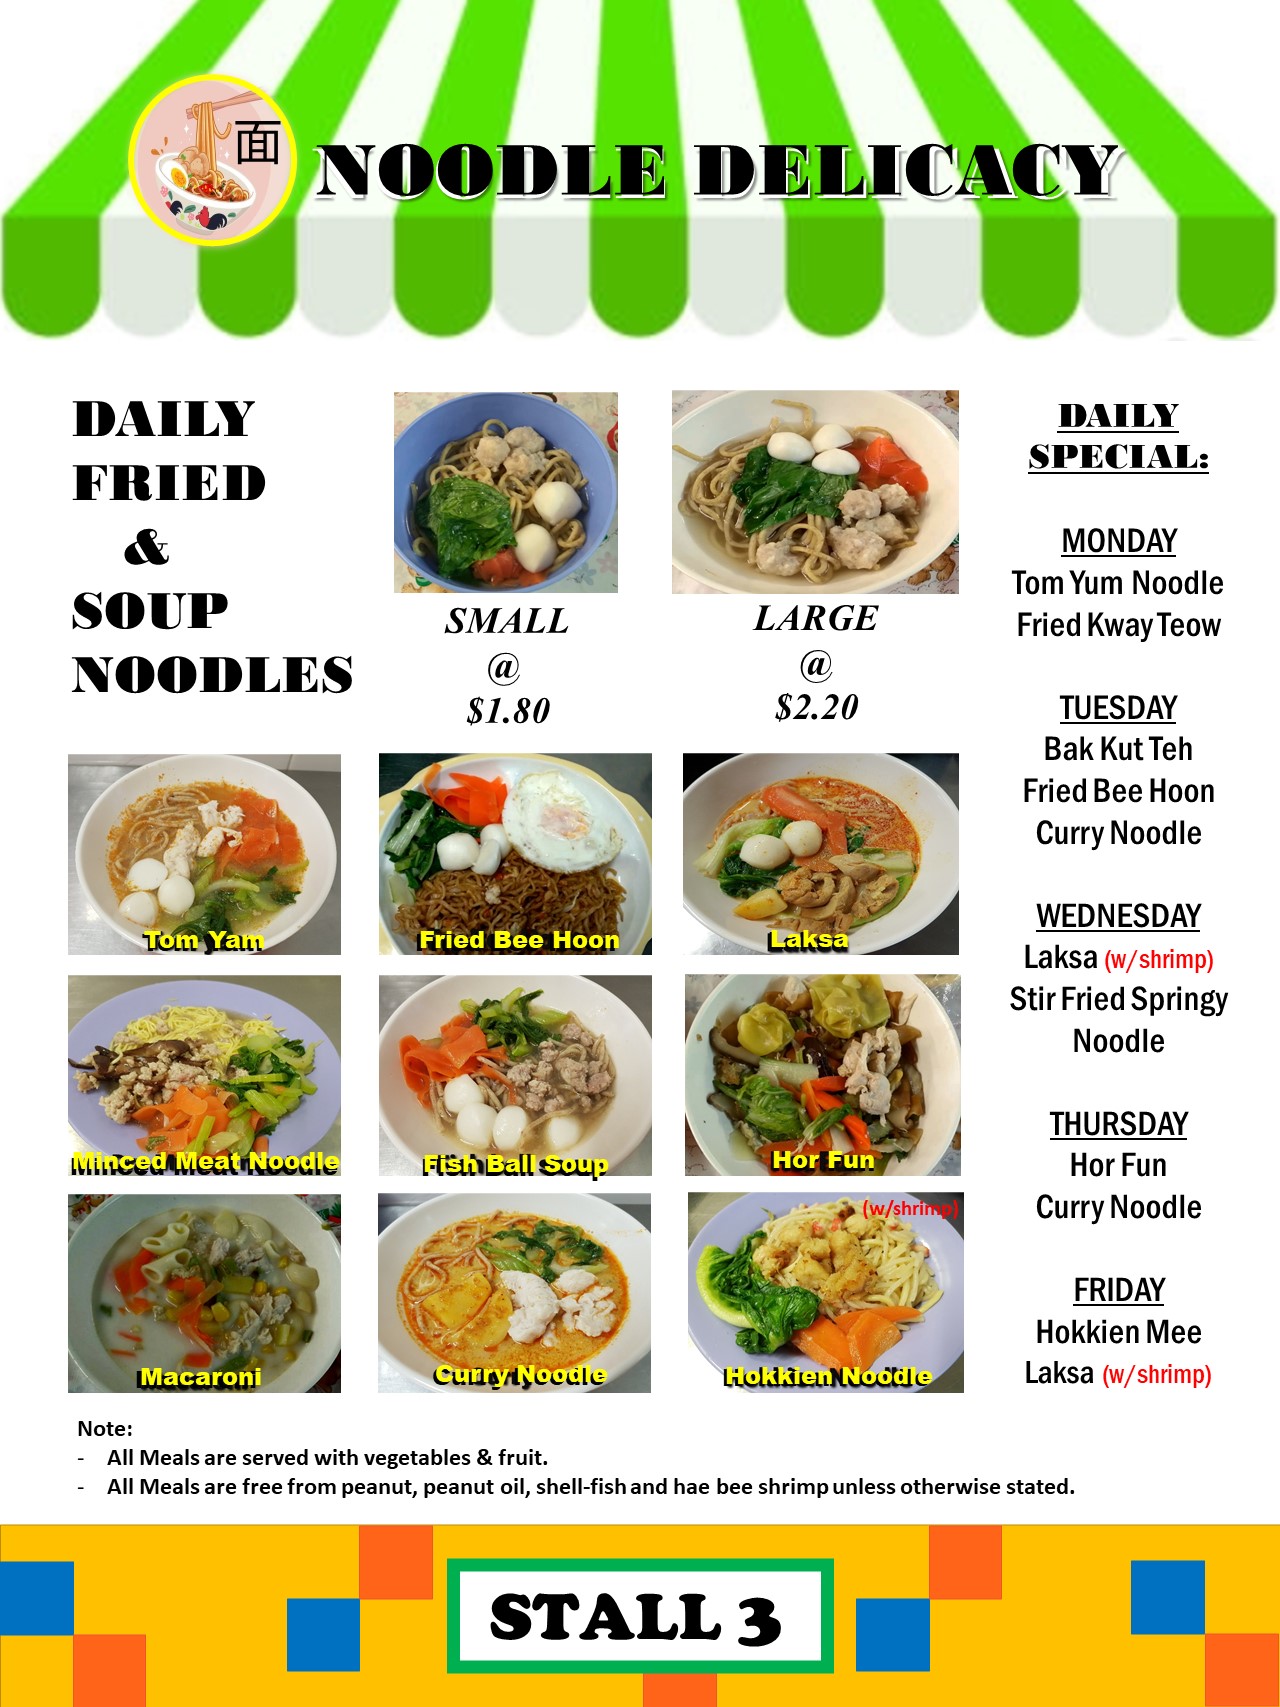 面
NOODLE DELICACY
DAILY
FRIED
&
SOUP
NOODLES
SMALL
@
$1.80
LARGE
@
$2.20
Tom Yam
Fried Bee Hoon
Laksa
Minced Meat Noodle
Fish Ball Soup
Hor Fun
Macaroni
Curry Noodle
(w/shrimp)
Hokkien Noodle
DAILY
SPECIAL:
MONDAY
Tom Yum Noodle
Fried Kway Teow
TUESDAY
Bak Kut Teh
Fried Bee Hoon
Curry Noodle
WEDNESDAY
Laksa (w/shrimp)
Stir Fried Springy
Noodle
THURSDAY
Hor Fun
Curry Noodle
FRIDAY
Hokkien Mee
Laksa (w/shrimp)
Note:
- All Meals are served with vegetables & fruit.
- All Meals are free from peanut, peanut oil, shell-fish and hae bee shrimp unless otherwise stated.
STALL 3